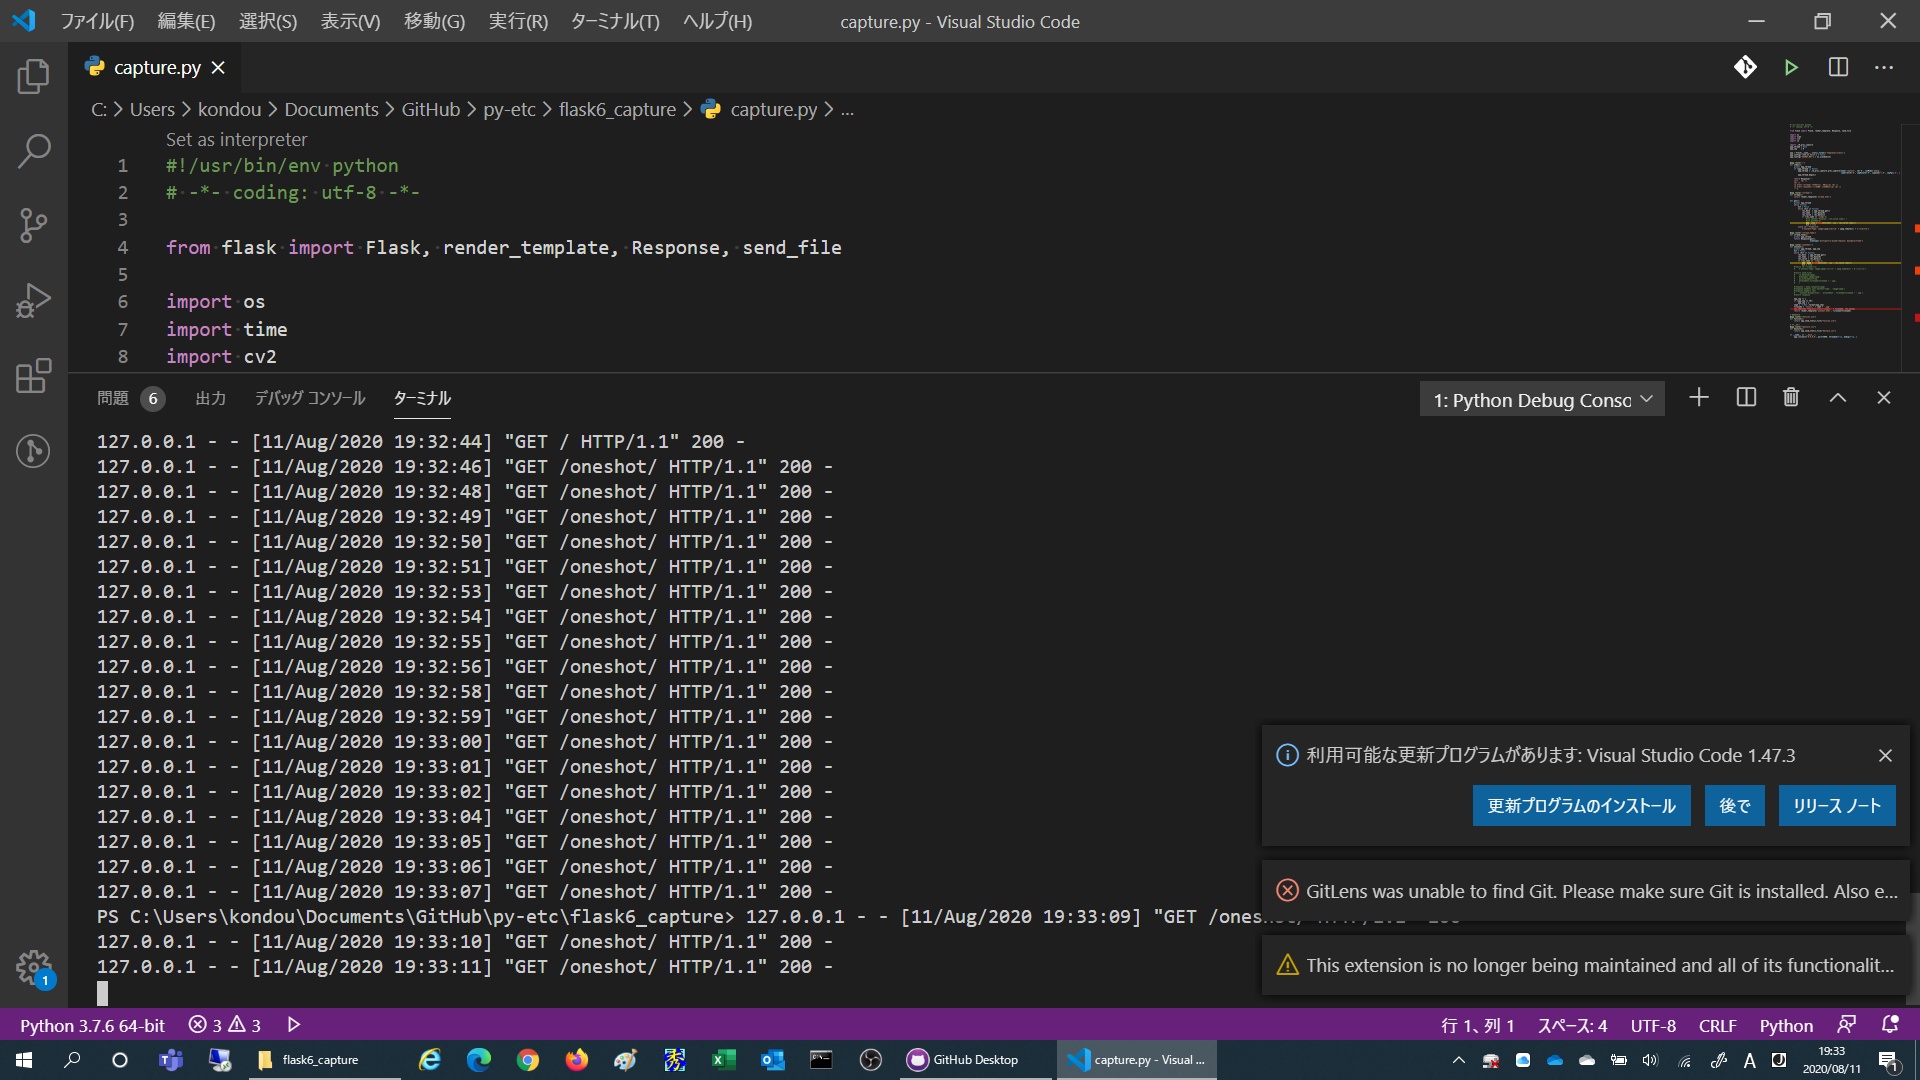 ファイル(F) 編集(E) 選択(S) 表示(V) 移動(G) 実行(R) ターミナル(T) ヘルプ(H) capture.py - Visual Studio Code
capture.py
C: > Users > kondou > Documents > GitHub > py-etc > flask6_capture > capture.py > ...
Set as interpreter
1 #!/usr/bin/env python
2 # -*- coding: utf-8 -*-
3
4 from flask import Flask, render_template, Response, send_file
5
6 import os
7 import time
8 import cv2
問題 6 出力 デバッグ コンソール ターミナル 1: Python Debug Conso
127.0.0.1 - - [11/Aug/2020 19:32:44] "GET / HTTP/1.1" 200 -
127.0.0.1 - - [11/Aug/2020 19:32:46] "GET /oneshot/ HTTP/1.1" 200 -
127.0.0.1 - - [11/Aug/2020 19:32:48] "GET /oneshot/ HTTP/1.1" 200 -
127.0.0.1 - - [11/Aug/2020 19:32:49] "GET /oneshot/ HTTP/1.1" 200 -
127.0.0.1 - - [11/Aug/2020 19:32:50] "GET /oneshot/ HTTP/1.1" 200 -
127.0.0.1 - - [11/Aug/2020 19:32:51] "GET /oneshot/ HTTP/1.1" 200 -
127.0.0.1 - - [11/Aug/2020 19:32:53] "GET /oneshot/ HTTP/1.1" 200 -
127.0.0.1 - - [11/Aug/2020 19:32:54] "GET /oneshot/ HTTP/1.1" 200 -
127.0.0.1 - - [11/Aug/2020 19:32:55] "GET /oneshot/ HTTP/1.1" 200 -
127.0.0.1 - - [11/Aug/2020 19:32:56] "GET /oneshot/ HTTP/1.1" 200 -
127.0.0.1 - - [11/Aug/2020 19:32:58] "GET /oneshot/ HTTP/1.1" 200 -
127.0.0.1 - - [11/Aug/2020 19:32:59] "GET /oneshot/ HTTP/1.1" 200 -
127.0.0.1 - - [11/Aug/2020 19:33:00] "GET /oneshot/ HTTP/1.1" 200 -
127.0.0.1 - - [11/Aug/2020 19:33:01] "GET /oneshot/ HTTP/1.1" 200 -
127.0.0.1 - - [11/Aug/2020 19:33:02] "GET /oneshot/ HTTP/1.1" 200 -
127.0.0.1 - - [11/Aug/2020 19:33:04] "GET /oneshot/ HTTP/1.1" 200 -
127.0.0.1 - - [11/Aug/2020 19:33:05] "GET /oneshot/ HTTP/1.1" 200 -
127.0.0.1 - - [11/Aug/2020 19:33:06] "GET /oneshot/ HTTP/1.1" 200 -
127.0.0.1 - - [11/Aug/2020 19:33:07] "GET /oneshot/ HTTP/1.1" 200 -
PS C:\Users\kondou\Documents\GitHub\py-etc\flask6_capture> 127.0.0.1 - - [11/Aug/2020 19:33:09] "GET
127.0.0.1 - - [11/Aug/2020 19:33:10] "GET /oneshot/ HTTP/1.1" 200 -
127.0.0.1 - - [11/Aug/2020 19:33:11] "GET /oneshot/ HTTP/1.1" 200 -
利用可能な更新プログラムがあります: Visual Studio Code 1.47.3
更新プログラムのインストール 後で リリース ノート
GitLens was unable to find Git. Please make sure Git is installed. Also e...
This extension is no longer being maintained and all of its functionalit...
1
Python 3.7.6 64-bit 3 3 行 1、列 1 スペース: 4 UTF-8 CRLF Python
flask6_capture GitHub Desktop capture.py - Visual ... A 19:33
2020/08/11 1